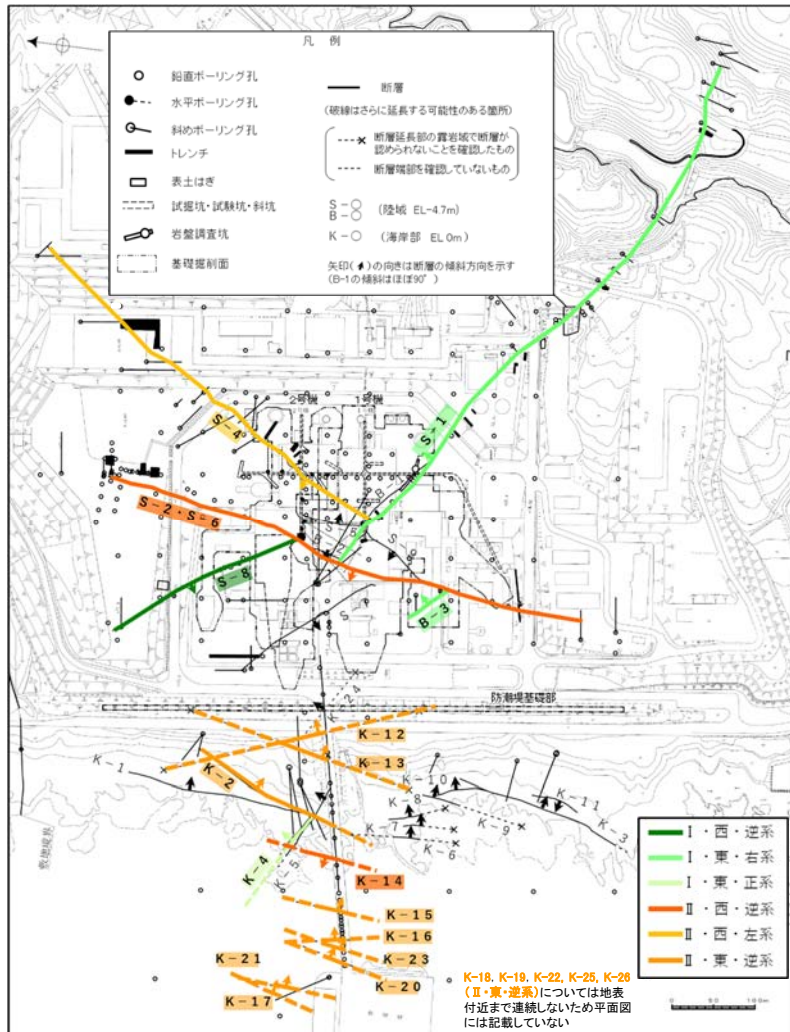 凡 例
鉛直ボーリング孔
水平ボーリング孔
斜めボーリング孔
トレンチ
表土はぎ
試掘坑・試験坑・斜坑
岩盤調査坑
基礎掘削面
断層
(破線はさらに延長する可能性のある箇所)
断層延長部の露岩域で断層が
認められないことを確認したもの
断層端部を確認していないもの
S-○
B-○
(陸域 EL-4.7m)
K-○
(海岸部 EL 0m)
矢印( )の向きは断層の傾斜方向を示す
(B-1の傾斜はほぼ90°)
2号機
1号機
S-4
S-1
S-2・S-6
S-8
B-3
防潮堤基礎部
K-24
K-12
K-13
K-1
K-2
K-10
K-11
K-8
K-9
K-3
K-7
K-6
K-4
K-5
K-14
K-15
K-16
K-23
K-21
K-20
K-17
敷地境界
Ⅰ・西・逆系
Ⅰ・東・右系
Ⅰ・東・正系
Ⅱ・西・逆系
Ⅱ・西・左系
Ⅱ・東・逆系
K-18, K-19, K-22, K-25, K-26
(Ⅱ・東・逆系)については地表
付近まで連続しないため平面図
には記載していない
0 90 100m